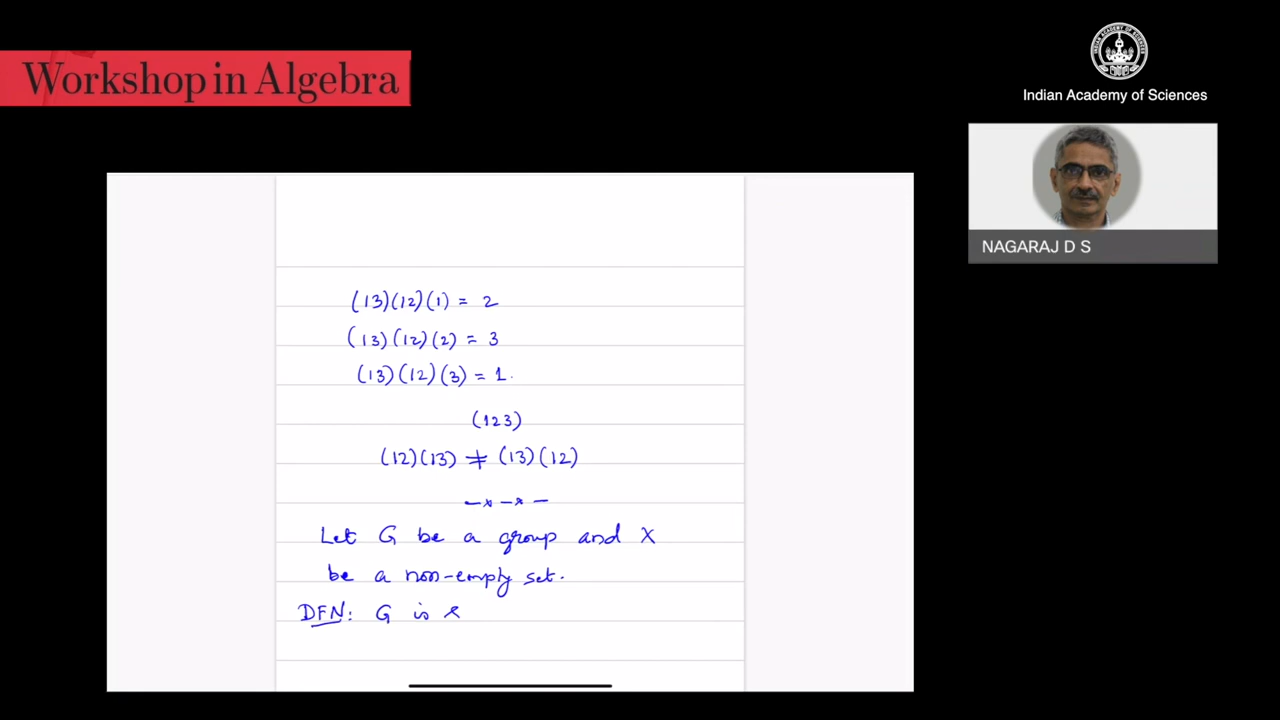 Workshop in Algebra
Indian Academy of Sciences
NAGARAJ D S
(13)(12)(1) = 2
(13)(12)(2) = 3
(13)(12)(3) = 1.
(123)
(12)(13) ≠ (13)(12)
—x—x—
Let G be a group and X
be a non-empty set.
DFN: G is